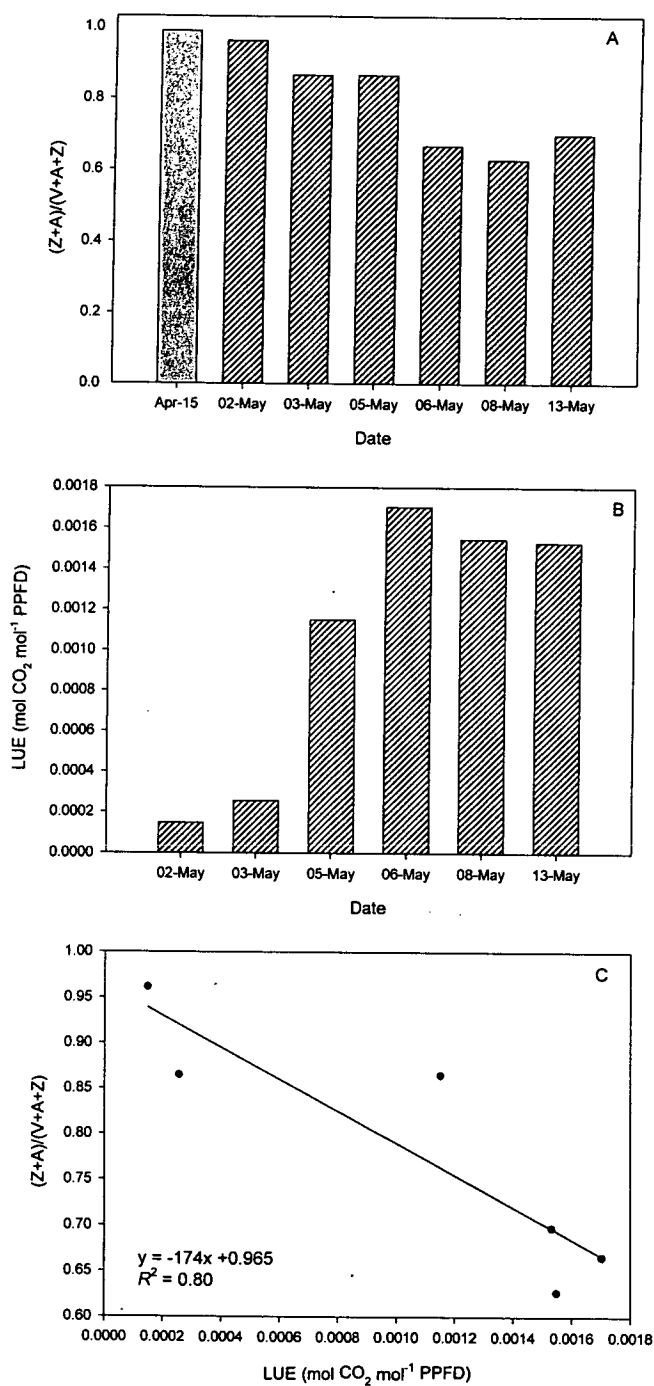 A
(Z+A)/(V+A+Z)
1.0
0.8
0.6
0.4
0.2
0.0
Apr-15 02-May 03-May 05-May 06-May 08-May 13-May
Date
B
LUE (mol CO₂ mol⁻¹ PPFD)
0.0018
0.0016
0.0014
0.0012
0.0010
0.0008
0.0006
0.0004
0.0002
0.0000
02-May 03-May 05-May 06-May 08-May 13-May
Date
C
(Z+A)/(V+A+Z)
1.00
0.95
0.90
0.85
0.80
0.75
0.70
0.65
0.60
y = -174x +0.965
R² = 0.80
0.0000 0.0002 0.0004 0.0006 0.0008 0.0010 0.0012 0.0014 0.0016 0.0018
LUE (mol CO₂ mol⁻¹ PPFD)